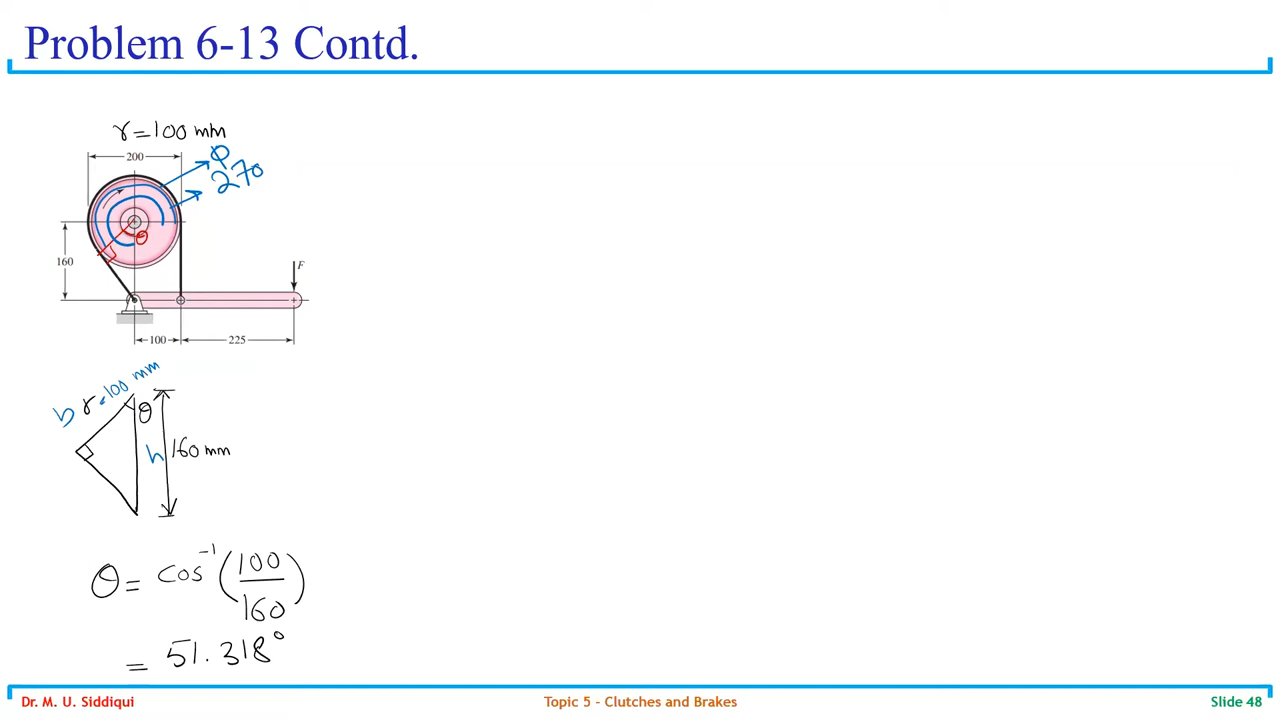 Problem 6-13 Contd.
r = 100 mm
200
φ
270
θ
160
F
100
225
b r = 100 mm
θ
h 160 mm
θ = cos⁻¹ (100/160)
= 51.318°
Dr. M. U. Siddiqui
Topic 5 - Clutches and Brakes
Slide 48